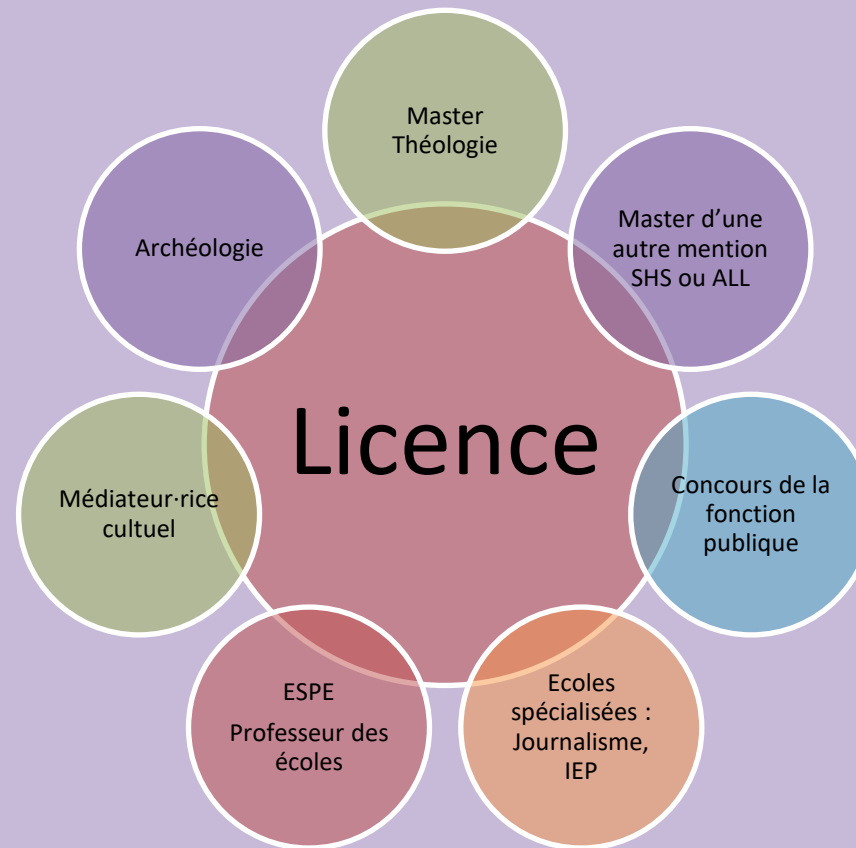 Master
Théologie
Master d’une
autre mention
SHS ou ALL
Concours de la
fonction
publique
Ecoles
spécialisées :
Journalisme,
IEP
ESPE
Professeur des
écoles
Médiateur·rice
cultuel
Archéologie
Licence